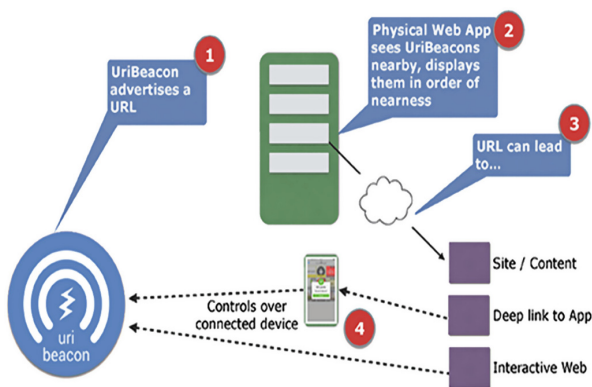 1
UriBeacon
advertises a
URL
2
Physical Web App
sees UriBeacons
nearby, displays
them in order of
nearness
3
URL can lead
to...
Site / Content
Deep link to App
Interactive Web
4
Controls over
connected device
uri
beacon